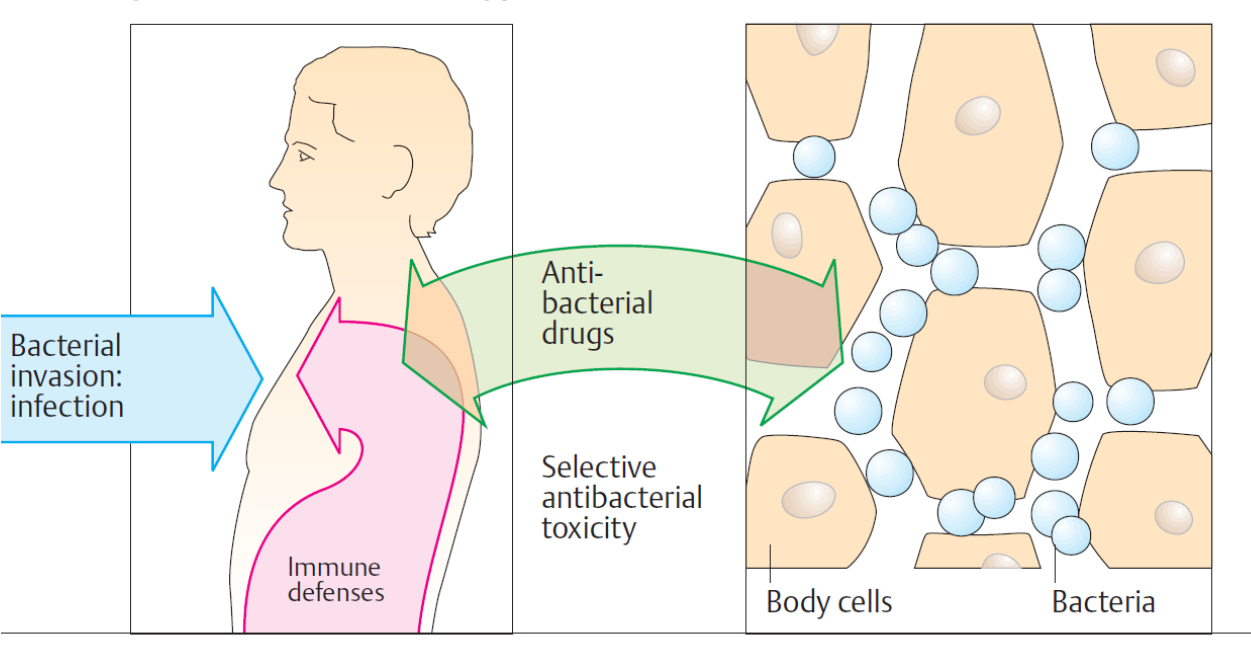 Bacterial
invasion:
infection
Immune
defenses
Anti-
bacterial
drugs
Selective
antibacterial
toxicity
Body cells
Bacteria